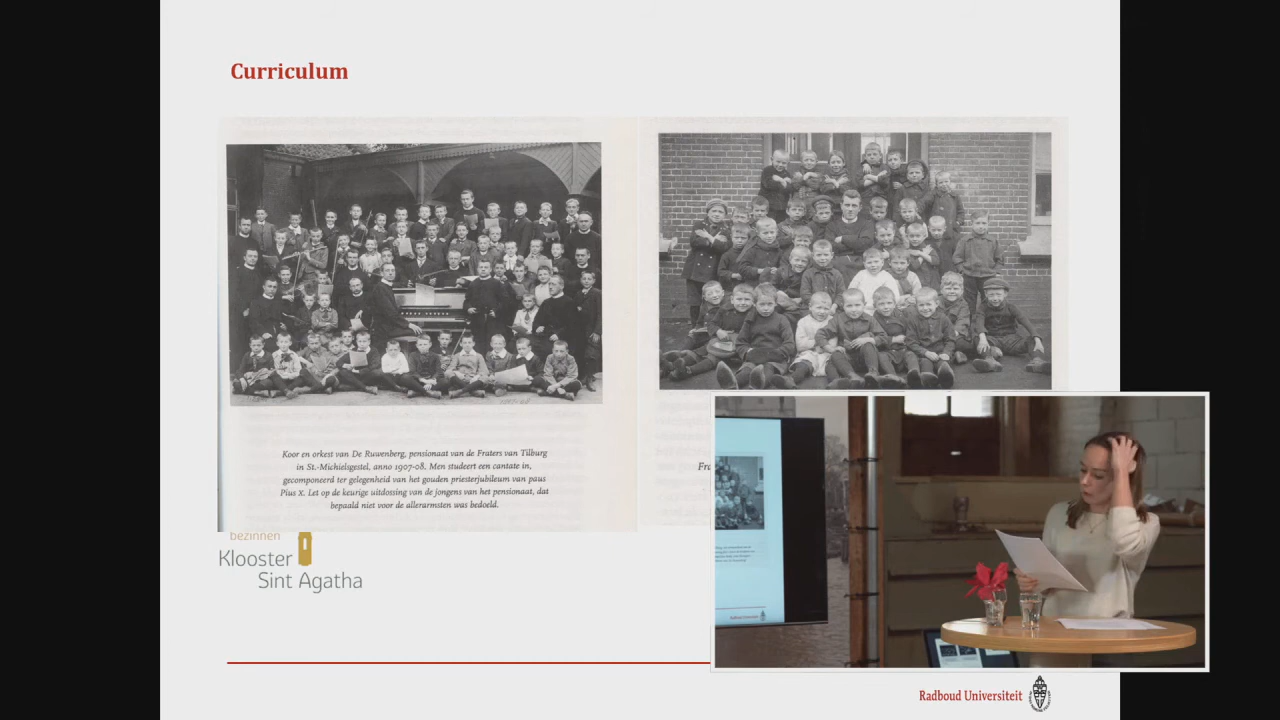 Curriculum
Koor en orkest van De Ruwenberg, pensionaat van de Fraters van Tilburg
in St.-Michielsgestel, anno 1907-08. Men studeert een cantate in,
gecomponeerd ter gelegenheid van het gouden priesterjubileum van paus
Pius X. Let op de keurige uitdossing van de jongens van het pensionaat, dat
bepaald niet voor de allerarmsten was bedoeld.
Fra
bezinnen
Klooster
Sint Agatha
Radboud Universiteit